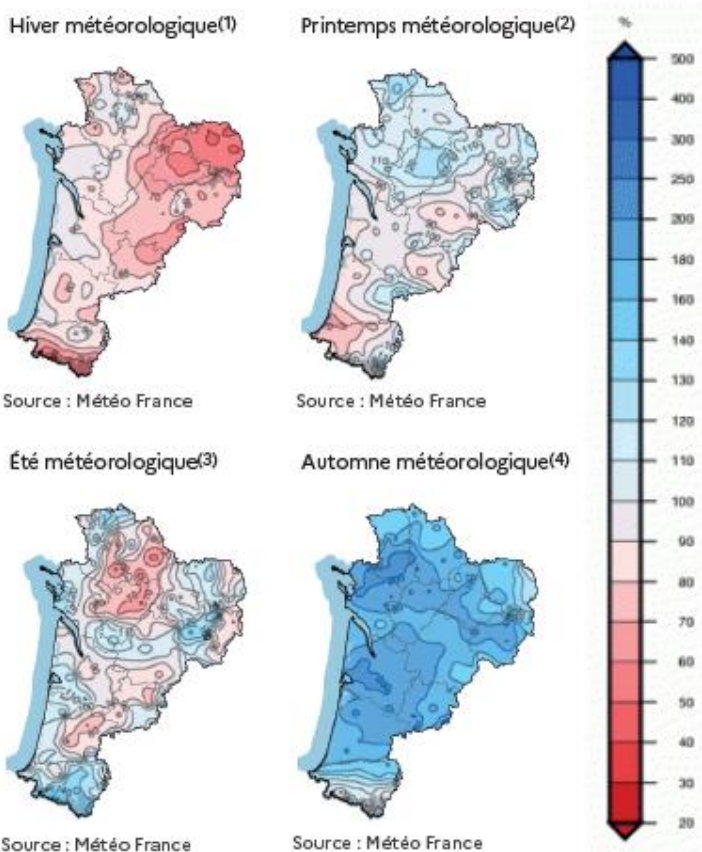 Hiver météorologique(1)
Printemps météorologique(2)
%
500
400
300
250
200
180
160
140
130
120
110
100
90
80
70
60
50
40
30
20
Source : Météo France
Source : Météo France
Été météorologique(3)
Automne météorologique(4)
Source : Météo France
Source : Météo France